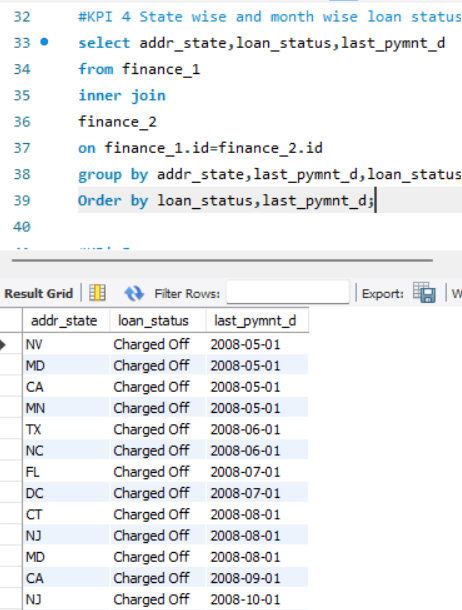 32 #KPI 4 State wise and month wise loan status
33 select addr_state,loan_status,last_pymnt_d
34 from finance_1
35 inner join
36 finance_2
37 on finance_1.id=finance_2.id
38 group by addr_state,last_pymnt_d,loan_status
39 Order by loan_status,last_pymnt_d;
40
Result Grid Filter Rows: Export: W
addr_state loan_status last_pymnt_d
NV Charged Off 2008-05-01
MD Charged Off 2008-05-01
CA Charged Off 2008-05-01
MN Charged Off 2008-05-01
TX Charged Off 2008-06-01
NC Charged Off 2008-06-01
FL Charged Off 2008-07-01
DC Charged Off 2008-07-01
CT Charged Off 2008-08-01
NJ Charged Off 2008-08-01
MD Charged Off 2008-08-01
CA Charged Off 2008-09-01
NJ Charged Off 2008-10-01